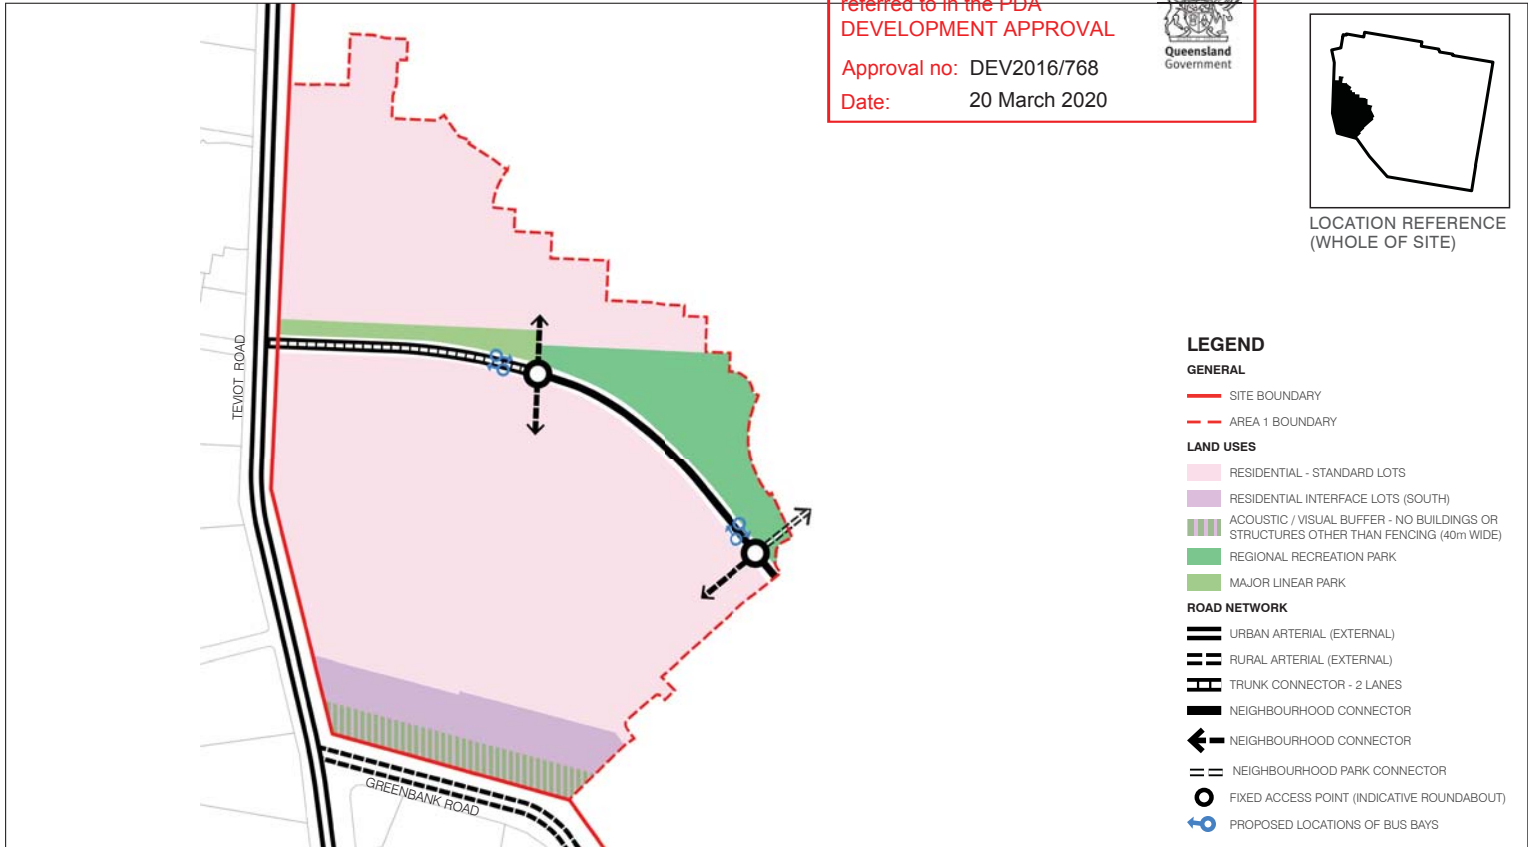 referred to in the PDA
DEVELOPMENT APPROVAL
Approval no: DEV2016/768
Date: 20 March 2020
Queensland
Government
LOCATION REFERENCE
(WHOLE OF SITE)
TEVIOT ROAD
GREENBANK ROAD
LEGEND
GENERAL
SITE BOUNDARY
AREA 1 BOUNDARY
LAND USES
RESIDENTIAL - STANDARD LOTS
RESIDENTIAL INTERFACE LOTS (SOUTH)
ACOUSTIC / VISUAL BUFFER - NO BUILDINGS OR
STRUCTURES OTHER THAN FENCING (40m WIDE)
REGIONAL RECREATION PARK
MAJOR LINEAR PARK
ROAD NETWORK
URBAN ARTERIAL (EXTERNAL)
RURAL ARTERIAL (EXTERNAL)
TRUNK CONNECTOR - 2 LANES
NEIGHBOURHOOD CONNECTOR
NEIGHBOURHOOD CONNECTOR
NEIGHBOURHOOD PARK CONNECTOR
FIXED ACCESS POINT (INDICATIVE ROUNDABOUT)
PROPOSED LOCATIONS OF BUS BAYS